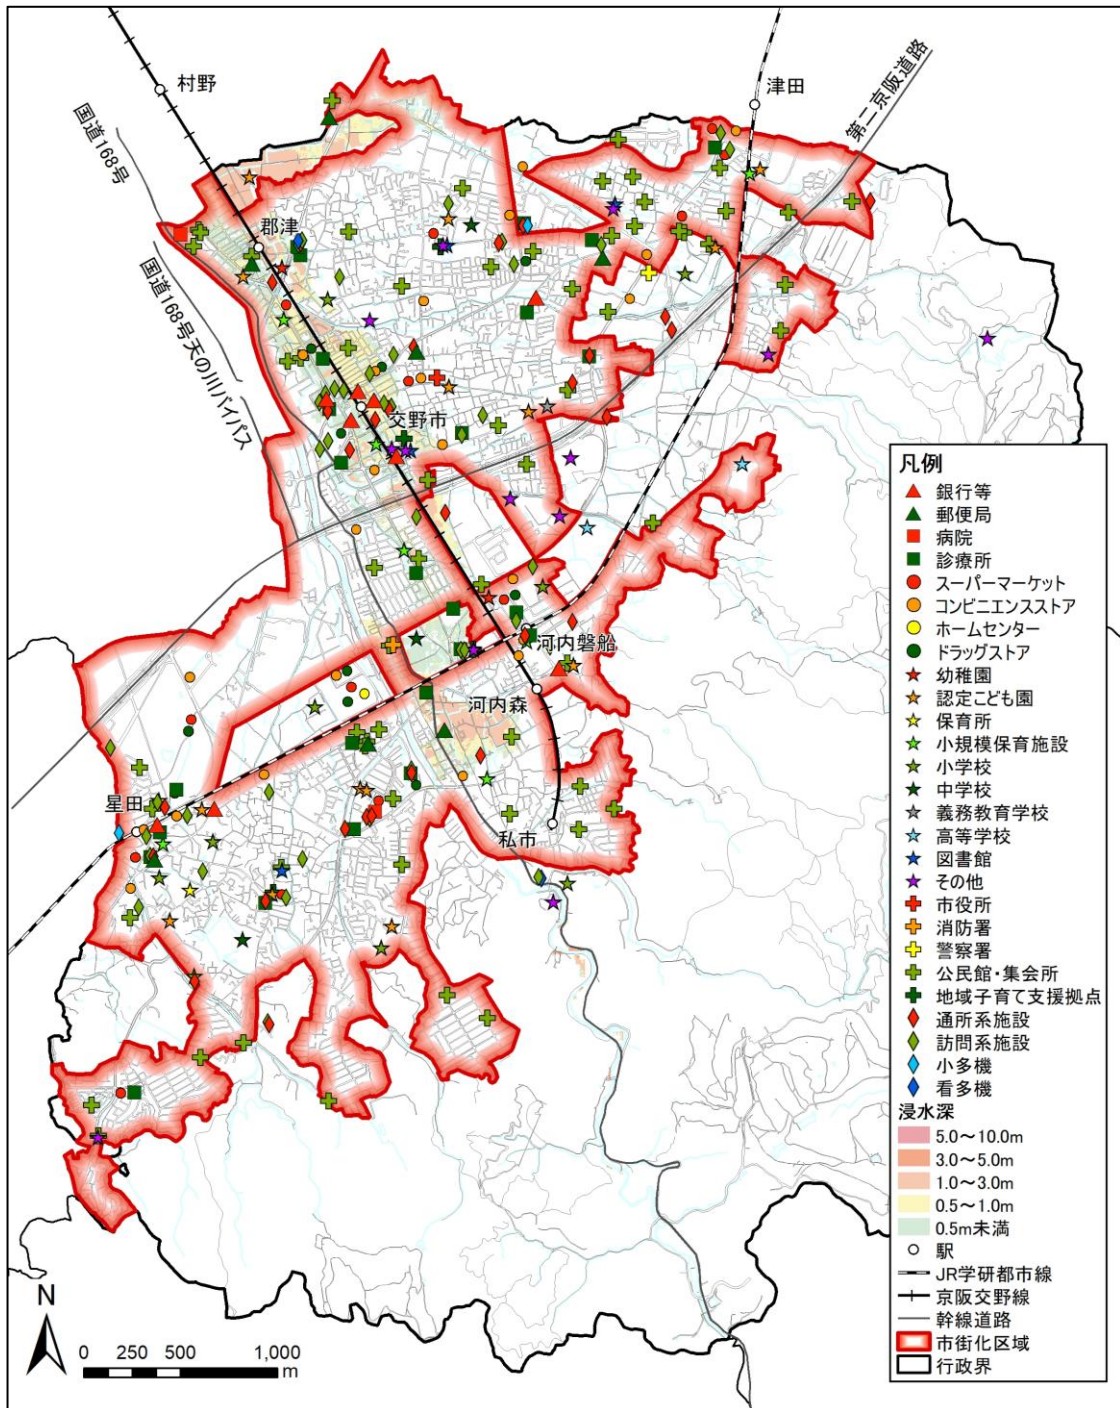 村野
津田
国道168号
第二京阪道路
郡津
国道168号天の川バイパス
交野市
河内磐船
河内森
星田
私市
凡例
銀行等
郵便局
病院
診療所
スーパーマーケット
コンビニエンスストア
ホームセンター
ドラッグストア
幼稚園
認定こども園
保育所
小規模保育施設
小学校
中学校
義務教育学校
高等学校
図書館
その他
市役所
消防署
警察署
公民館・集会所
地域子育て支援拠点
通所系施設
訪問系施設
小多機
看多機
浸水深
5.0～10.0m
3.0～5.0m
1.0～3.0m
0.5～1.0m
0.5m未満
駅
JR学研都市線
京阪交野線
幹線道路
市街化区域
行政界
N
0 250 500 1,000
m